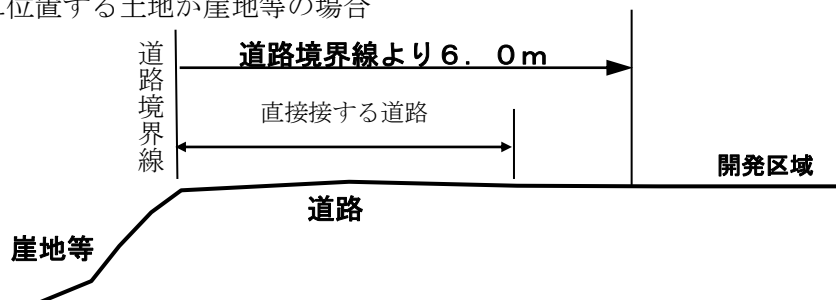 位置する土地が崖地等の場合
道路境界線
道路境界線より６．０ｍ
直接接する道路
開発区域
道路
崖地等